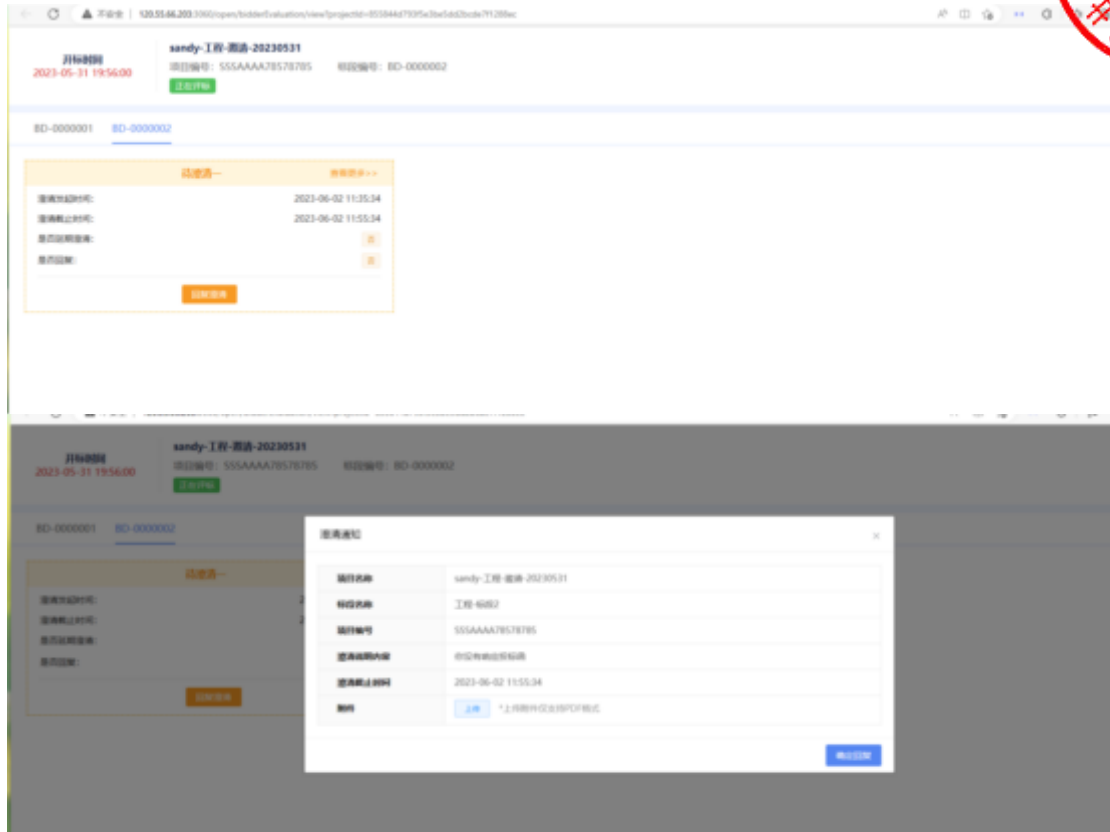 不安全 | 120.55.66.203:3060/open/bidderEvaluation/view?projectId=
开标时间
2023-05-31 19:56:00
sandy-工程-邀请-20230531
项目编号: SSSAAAA78578785 标段编号: BD-0000002
正在评标
BD-0000001 BD-0000002
待澄清一 查看更多>>
澄清发起时间: 2023-06-02 11:35:34
澄清截止时间: 2023-06-02 11:55:34
是否延期澄清: 否
是否回复: 否
回复澄清
开标时间
2023-05-31 19:56:00
sandy-工程-邀请-20230531
项目编号: SSSAAAA78578785 标段编号: BD-0000002
正在评标
BD-0000001 BD-0000002
待澄清一
澄清发起时间: 2
澄清截止时间: 2
是否延期澄清:
是否回复:
回复澄清
澄清通知 ×
项目名称 sandy-工程-邀请-20230531
标段名称 工程-标段2
项目编号 SSSAAAA78578785
澄清说明内容
澄清截止时间 2023-06-02 11:55:34
附件 上传 *上传附件仅支持PDF格式
确定回复